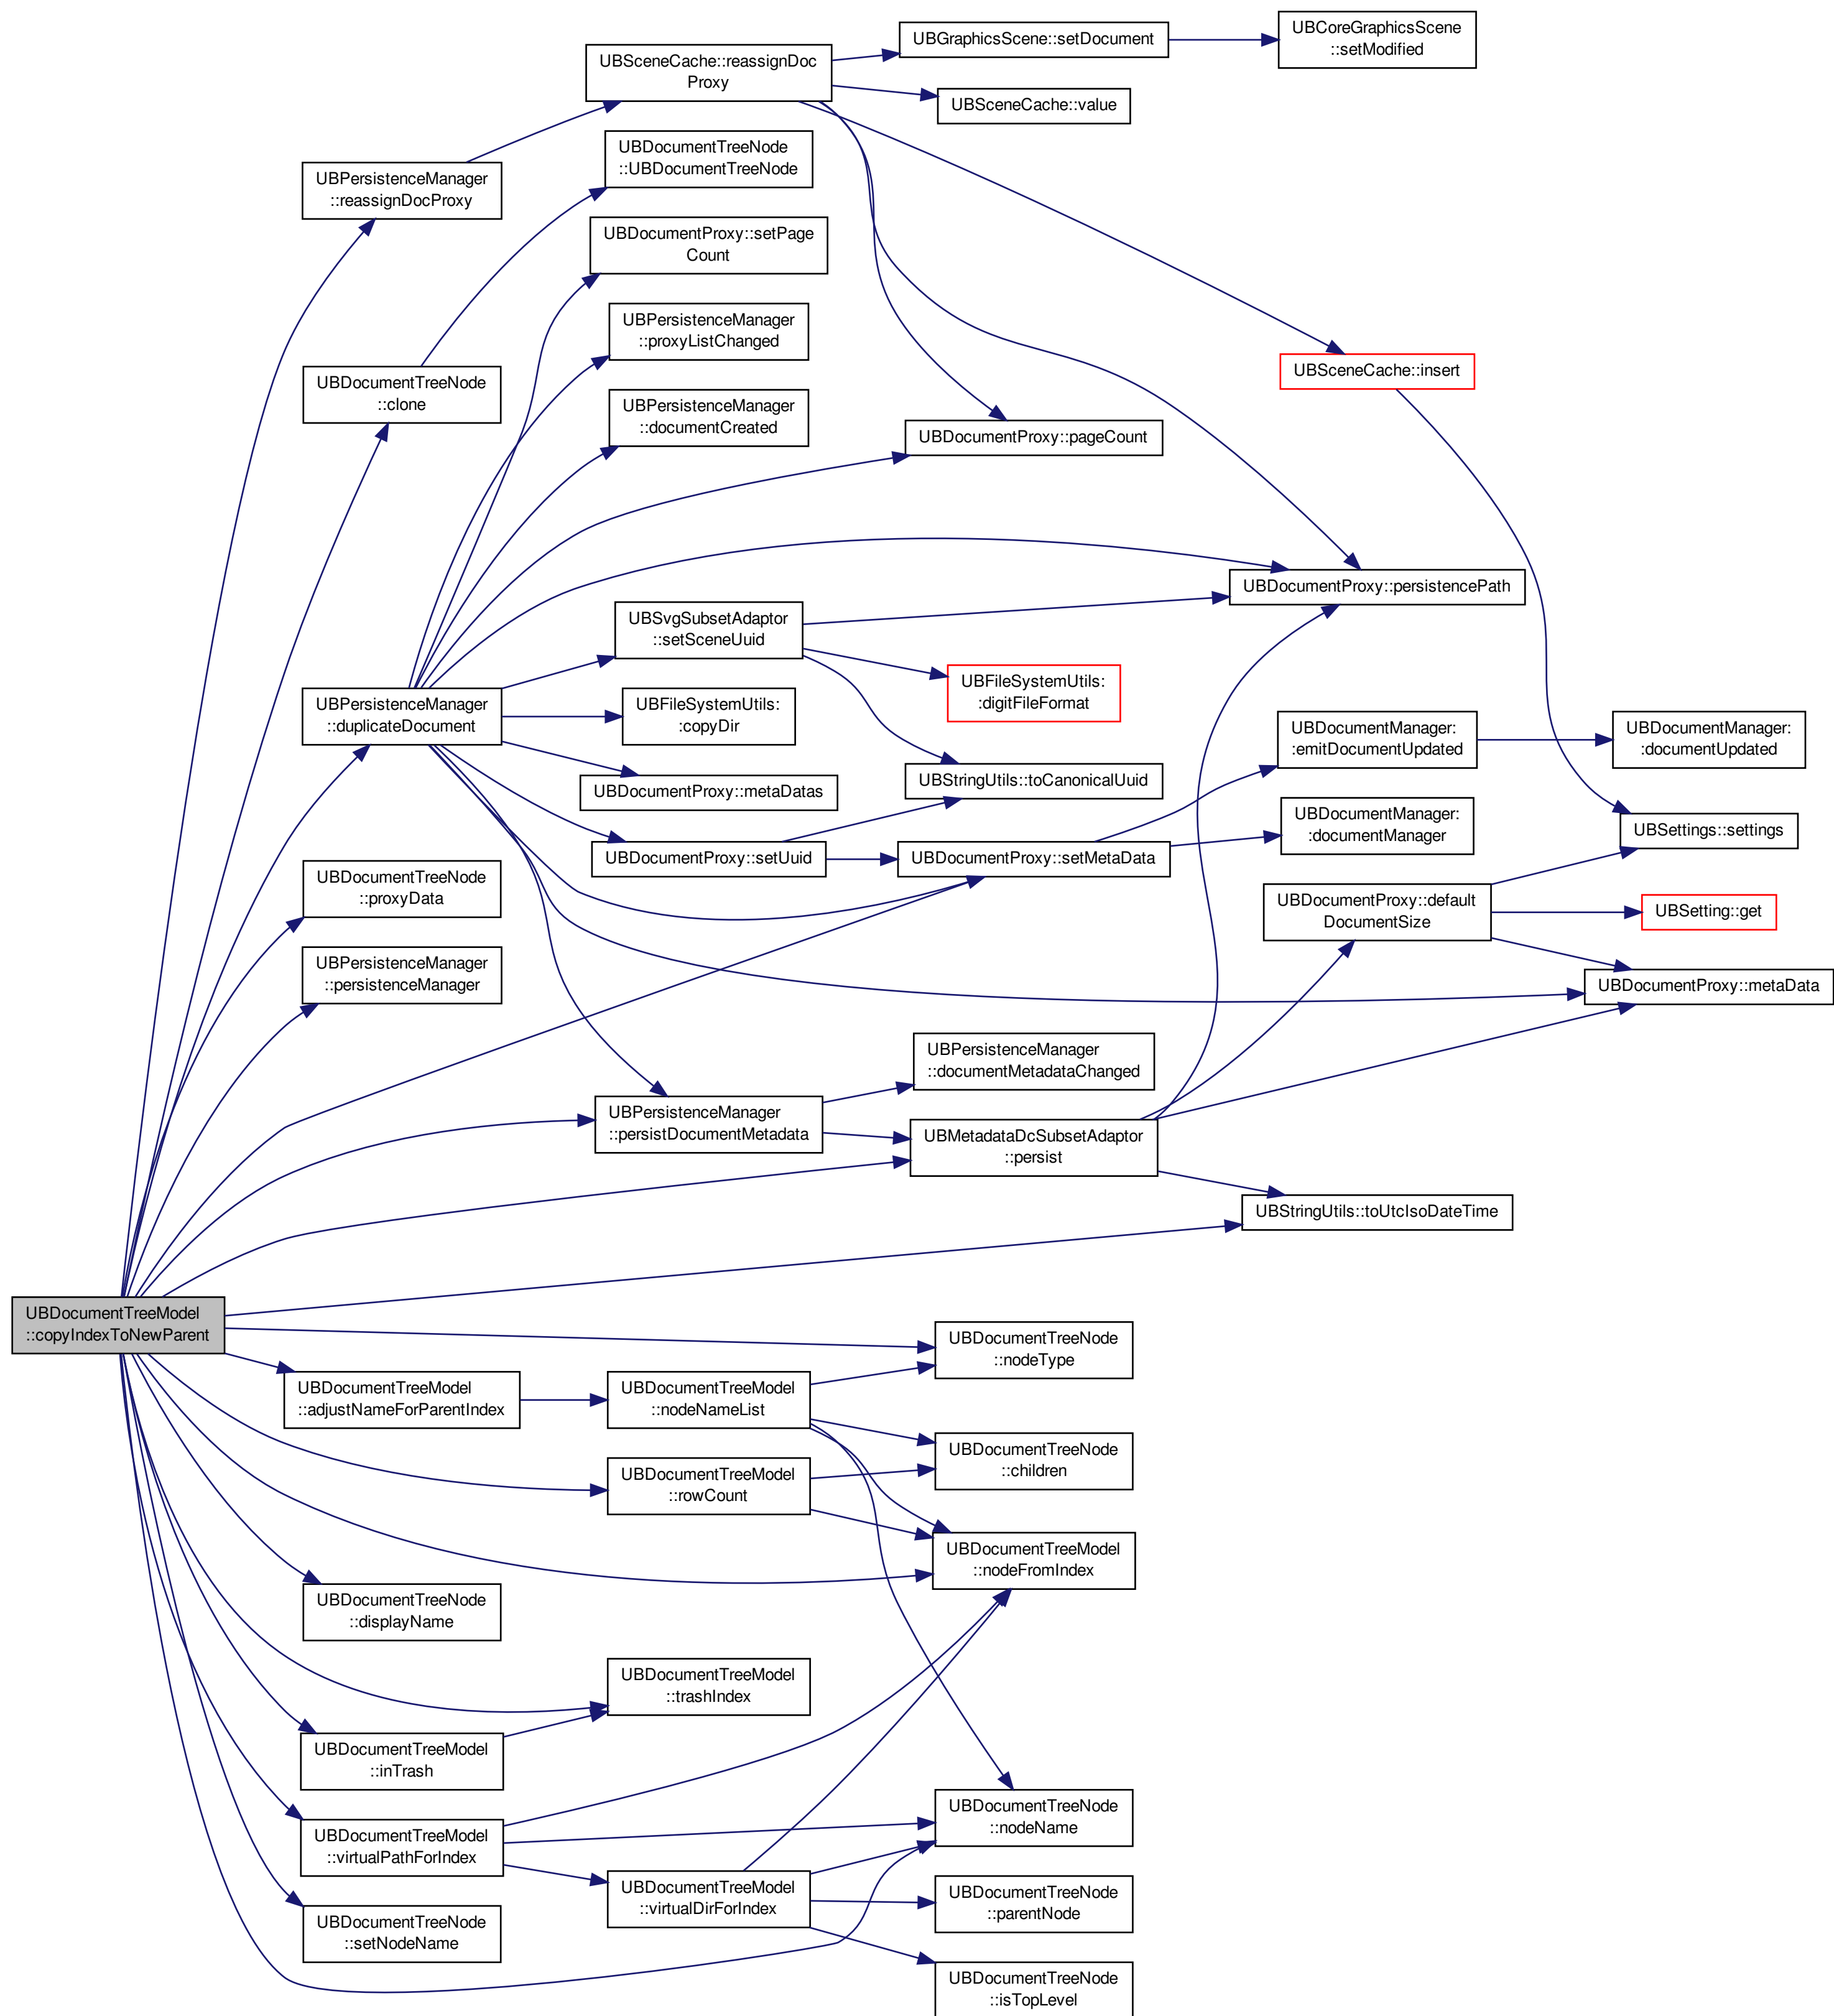 UBSceneCache::reassignDoc
Proxy
UBGraphicsScene::setDocument
UBCoreGraphicsScene
::setModified
UBSceneCache::value
UBDocumentTreeNode
::UBDocumentTreeNode
UBPersistenceManager
::reassignDocProxy
UBDocumentProxy::setPage
Count
UBPersistenceManager
::proxyListChanged
UBSceneCache::insert
UBDocumentTreeNode
::clone
UBPersistenceManager
::documentCreated
UBDocumentProxy::pageCount
UBDocumentProxy::persistencePath
UBSvgSubsetAdaptor
::setSceneUuid
UBFileSystemUtils:
:digitFileFormat
UBPersistenceManager
::duplicateDocument
UBFileSystemUtils:
:copyDir
UBDocumentManager:
:emitDocumentUpdated
UBDocumentManager:
:documentUpdated
UBStringUtils::toCanonicalUuid
UBDocumentProxy::metaDatas
UBDocumentManager:
:documentManager
UBSettings::settings
UBDocumentProxy::setUuid
UBDocumentProxy::setMetaData
UBDocumentTreeNode
::proxyData
UBDocumentProxy::default
DocumentSize
UBSetting::get
UBPersistenceManager
::persistenceManager
UBDocumentProxy::metaData
UBPersistenceManager
::documentMetadataChanged
UBPersistenceManager
::persistDocumentMetadata
UBMetadataDcSubsetAdaptor
::persist
UBStringUtils::toUtcIsoDateTime
UBDocumentTreeModel
::copyIndexToNewParent
UBDocumentTreeNode
::nodeType
UBDocumentTreeModel
::adjustNameForParentIndex
UBDocumentTreeModel
::nodeNameList
UBDocumentTreeNode
::children
UBDocumentTreeModel
::rowCount
UBDocumentTreeModel
::nodeFromIndex
UBDocumentTreeNode
::displayName
UBDocumentTreeModel
::trashIndex
UBDocumentTreeModel
::inTrash
UBDocumentTreeNode
::nodeName
UBDocumentTreeModel
::virtualPathForIndex
UBDocumentTreeModel
::virtualDirForIndex
UBDocumentTreeNode
::parentNode
UBDocumentTreeNode
::setNodeName
UBDocumentTreeNode
::isTopLevel